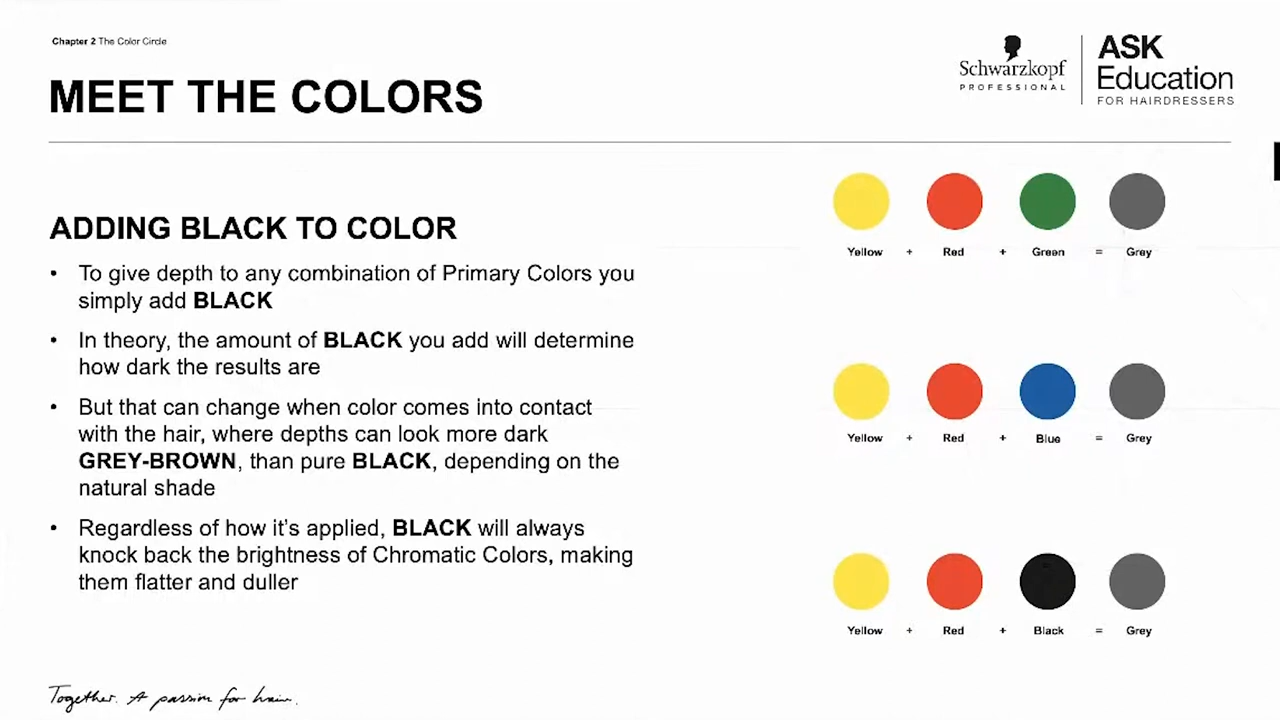 Chapter 2 The Color Circle
MEET THE COLORS
Schwarzkopf
PROFESSIONAL
ASK
Education
FOR HAIRDRESSERS
ADDING BLACK TO COLOR
• To give depth to any combination of Primary Colors you
simply add BLACK
• In theory, the amount of BLACK you add will determine
how dark the results are
• But that can change when color comes into contact
with the hair, where depths can look more dark
GREY-BROWN, than pure BLACK, depending on the
natural shade
• Regardless of how it's applied, BLACK will always
knock back the brightness of Chromatic Colors, making
them flatter and duller
Yellow + Red + Green = Grey
Yellow + Red + Blue = Grey
Yellow + Red + Black = Grey
Together. A passion for hair.